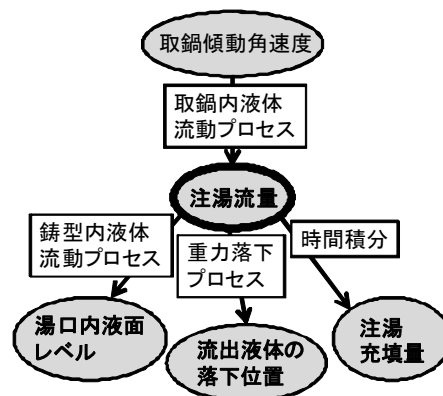 取鍋傾動角速度
取鍋内液体
流動プロセス
注湯流量
鋳型内液体
流動プロセス
重力落下
プロセス
時間積分
湯口内液面
レベル
流出液体の
落下位置
注湯
充填量